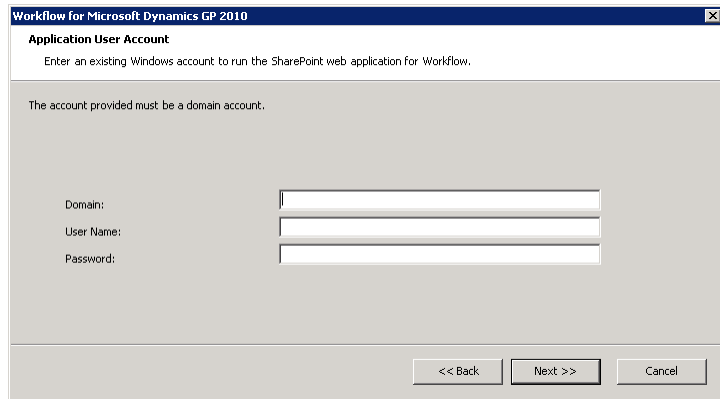 Workflow for Microsoft Dynamics GP 2010
Application User Account
Enter an existing Windows account to run the SharePoint web application for Workflow.
The account provided must be a domain account.
Domain:
User Name:
Password:
<< Back
Next >>
Cancel